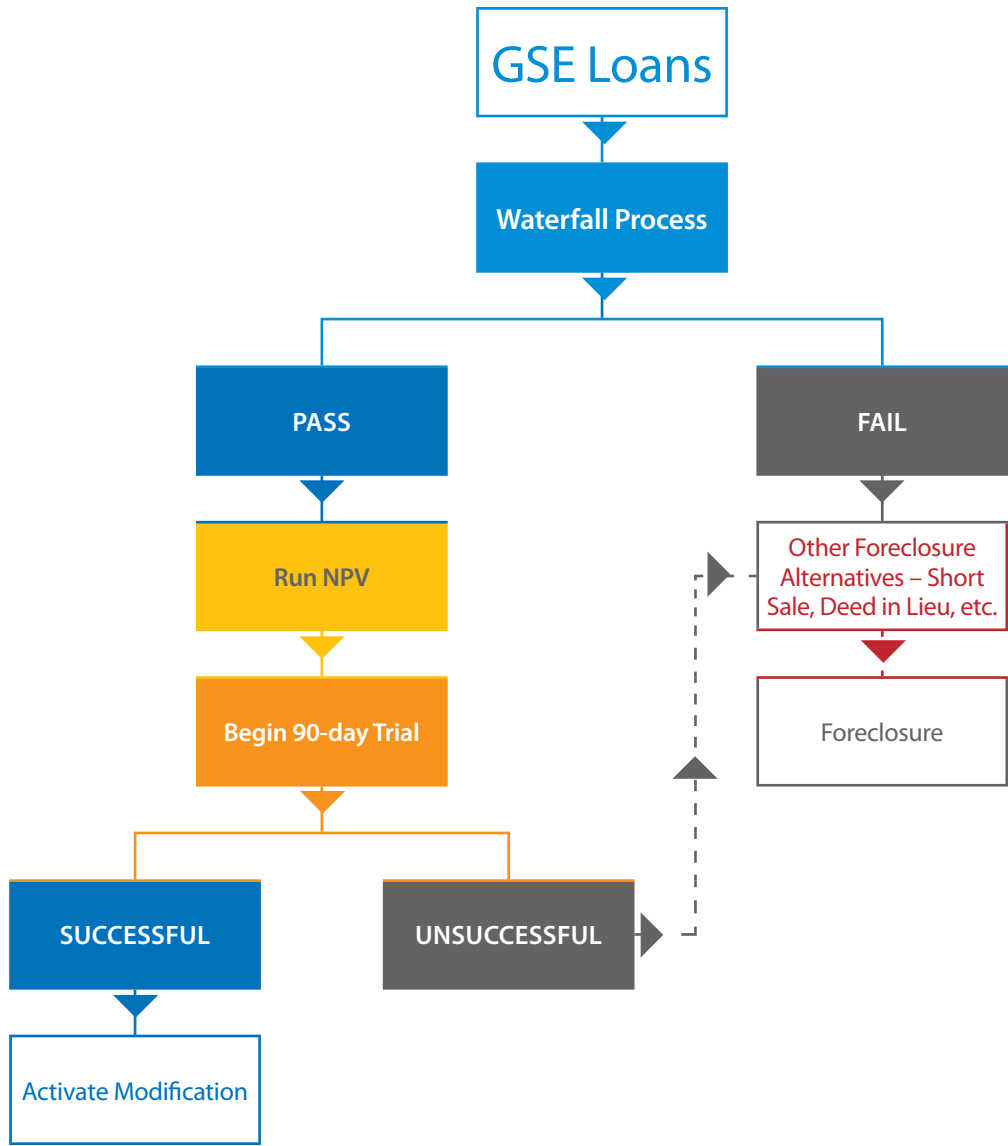 GSE Loans
Waterfall Process
PASS
FAIL
Run NPV
Other Foreclosure
Alternatives – Short
Sale, Deed in Lieu, etc.
Begin 90-day Trial
Foreclosure
SUCCESSFUL
UNSUCCESSFUL
Activate Modification